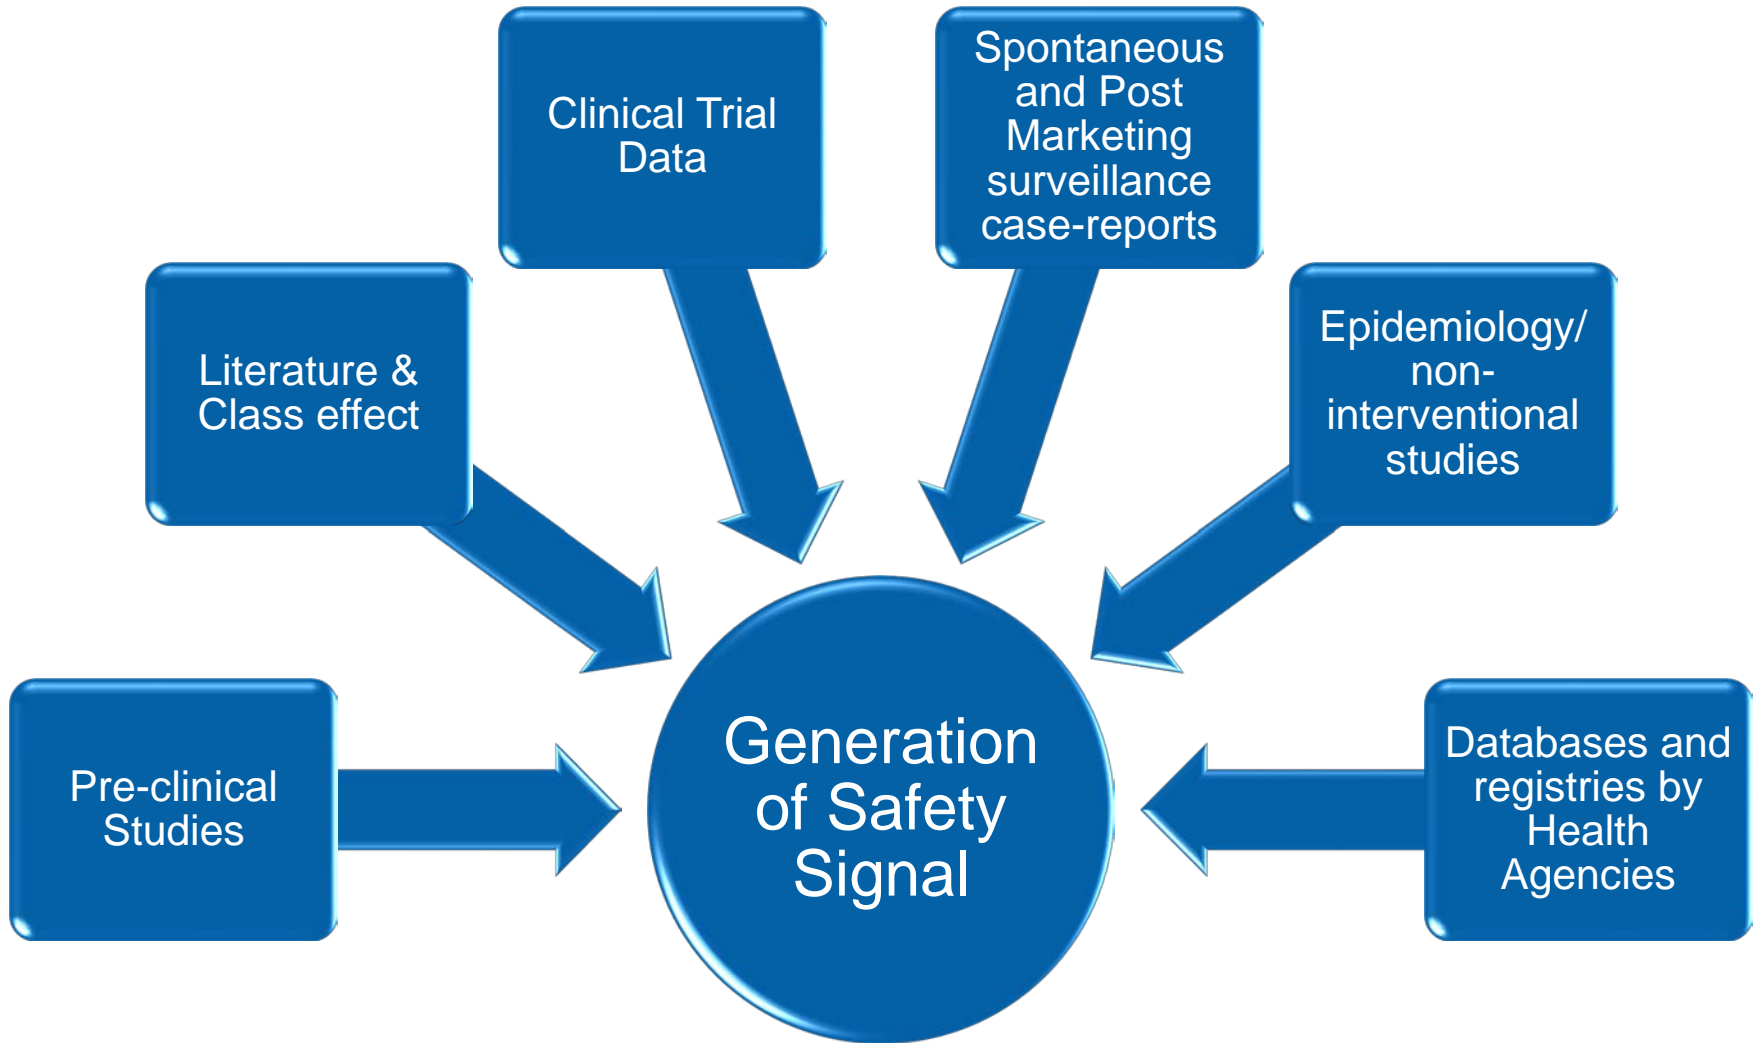 Clinical Trial
Data
Spontaneous
and Post
Marketing
surveillance
case-reports
Literature &
Class effect
Epidemiology/
non-
interventional
studies
Pre-clinical
Studies
Generation
of Safety
Signal
Databases and
registries by
Health
Agencies